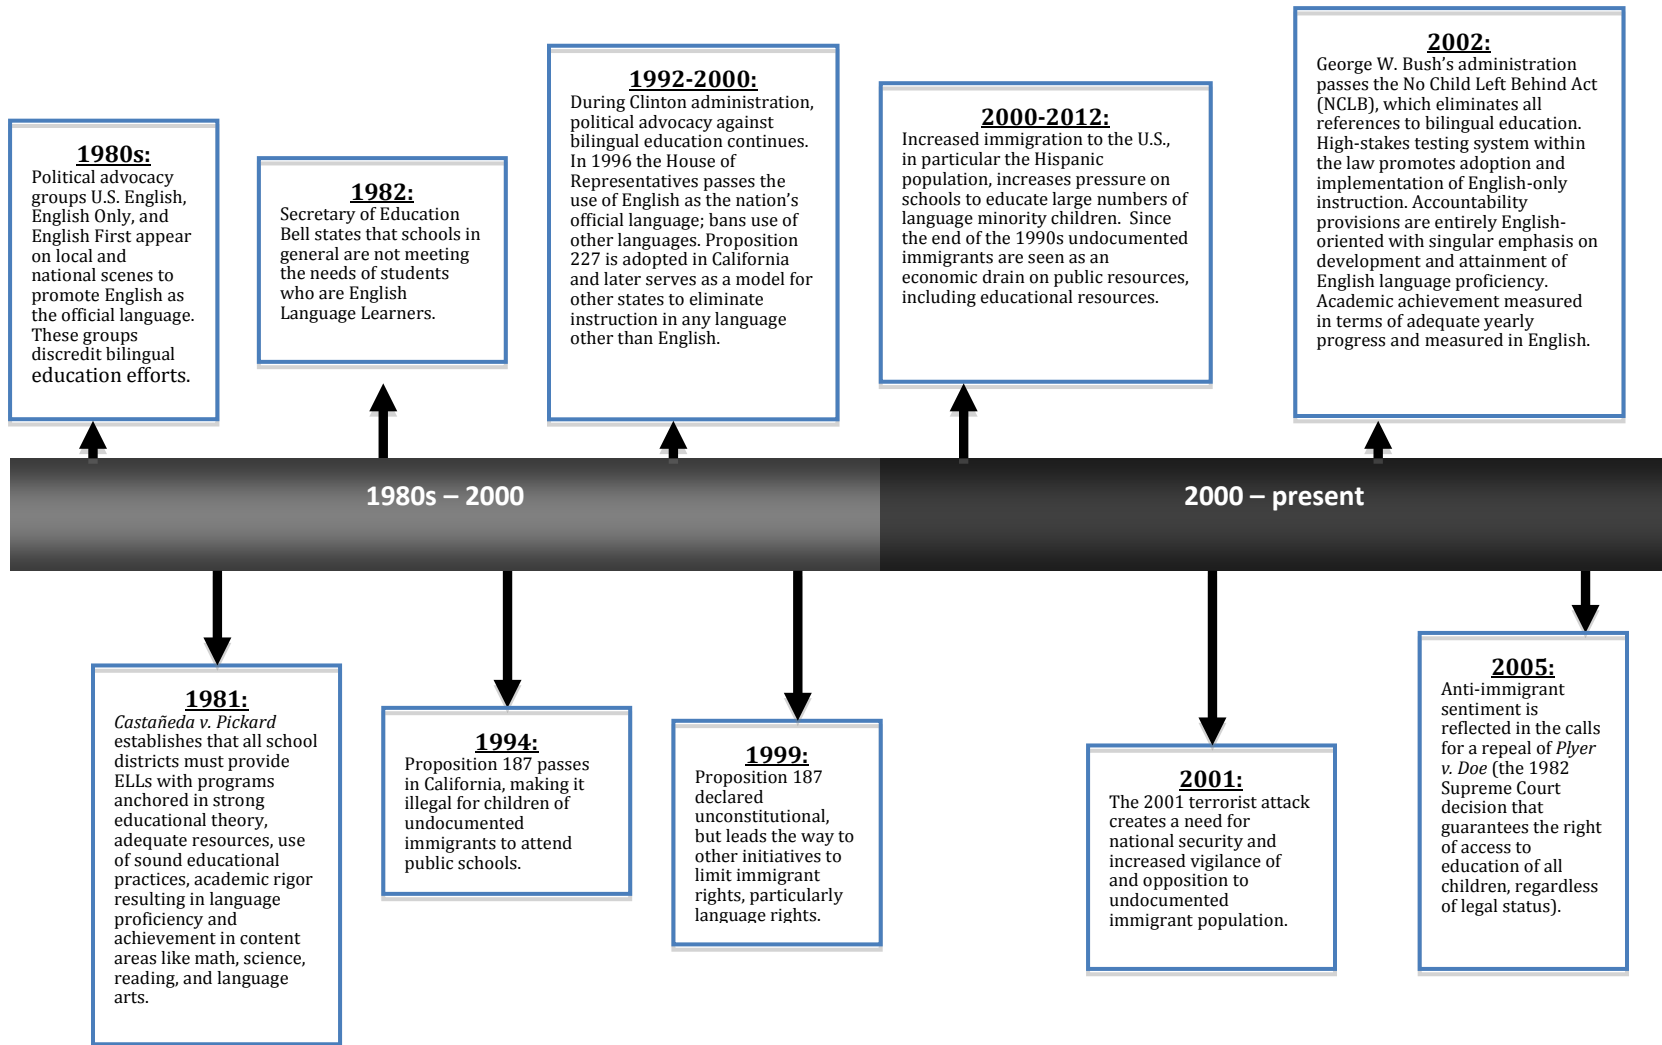 1980s:
Political advocacy
groups U.S. English,
English Only, and
English First appear
on local and
national scenes to
promote English as
the official language.
These groups
discredit bilingual
education efforts.
1982:
Secretary of Education
Bell states that schools in
general are not meeting
the needs of students
who are English
Language Learners.
1992-2000:
During Clinton administration,
political advocacy against
bilingual education continues.
In 1996 the House of
Representatives passes the
use of English as the nation’s
official language; bans use of
other languages. Proposition
227 is adopted in California
and later serves as a model for
other states to eliminate
instruction in any language
other than English.
2000-2012:
Increased immigration to the U.S.,
in particular the Hispanic
population, increases pressure on
schools to educate large numbers of
language minority children.  Since
the end of the 1990s undocumented
immigrants are seen as an
economic drain on public resources,
including educational resources.
2002:
George W. Bush’s administration
passes the No Child Left Behind Act
(NCLB), which eliminates all
references to bilingual education.
High-stakes testing system within
the law promotes adoption and
implementation of English-only
instruction. Accountability
provisions are entirely English-
oriented with singular emphasis on
development and attainment of
English language proficiency.
Academic achievement measured
in terms of adequate yearly
progress and measured in English.
1980s – 2000
2000 – present
1981:
Castañeda v. Pickard
establishes that all school
districts must provide
ELLs with programs
anchored in strong
educational theory,
adequate resources, use
of sound educational
practices, academic rigor
resulting in language
proficiency and
achievement in content
areas like math, science,
reading, and language
arts.
1994:
Proposition 187 passes
in California, making it
illegal for children of
undocumented
immigrants to attend
public schools.
1999:
Proposition 187
declared
unconstitutional,
but leads the way to
other initiatives to
limit immigrant
rights, particularly
language rights.
2001:
The 2001 terrorist attack
creates a need for
national security and
increased vigilance of
and opposition to
undocumented
immigrant population.
2005:
Anti-immigrant
sentiment is
reflected in the calls
for a repeal of Plyer
v. Doe (the 1982
Supreme Court
decision that
guarantees the right
of access to
education of all
children, regardless
of legal status).